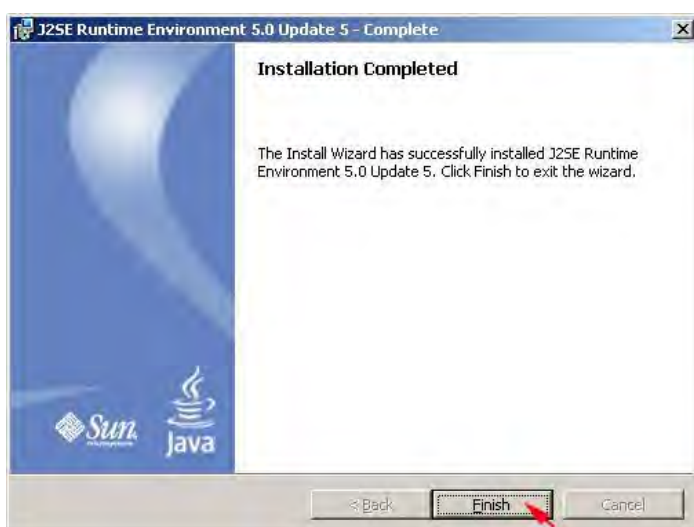 J2SE Runtime Environment 5.0 Update 5 - Complete
Installation Completed
The Install Wizard has successfully installed J2SE Runtime
Environment 5.0 Update 5. Click Finish to exit the wizard.
Sun
Java
< Back
Finish
Cancel